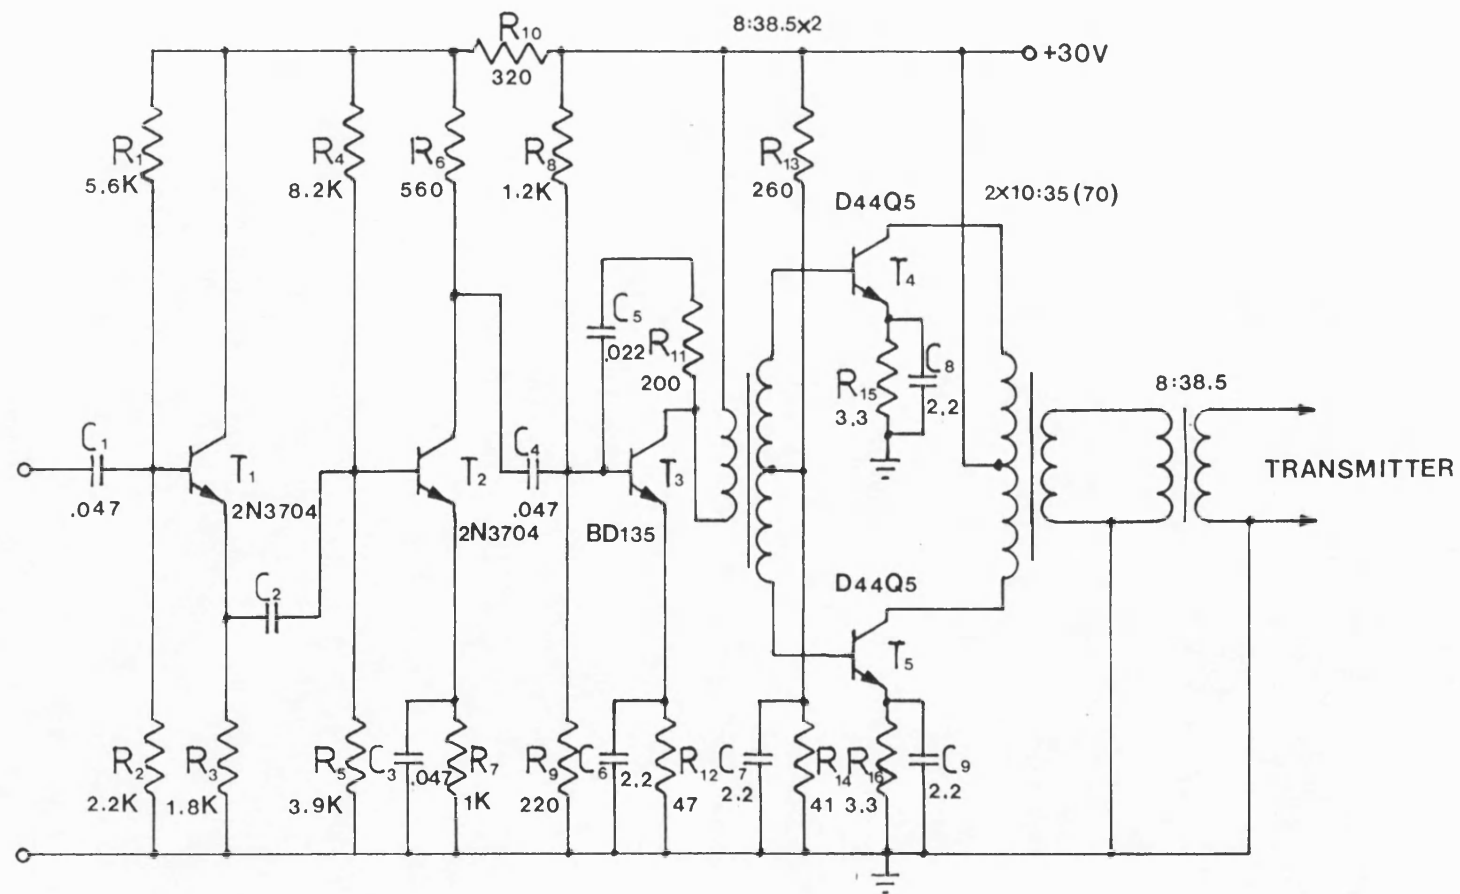 8:38.5×2
R10
320
+30V
R1
5.6K
R4
8.2K
R6
560
R8
1.2K
R13
260
2×10:35(70)
D44Q5
T4
C5
.022
R11
200
C8
2.2
R15
3.3
8:38.5
C1
.047
T1
2N3704
T2
2N3704
C4
.047
T3
BD135
TRANSMITTER
C2
D44Q5
T5
R2
2.2K
R3
1.8K
R5
3.9K
C3
.047
R7
1K
R9
220
C6
2.2
R12
47
C7
2.2
R14
41
R16
3.3
C9
2.2